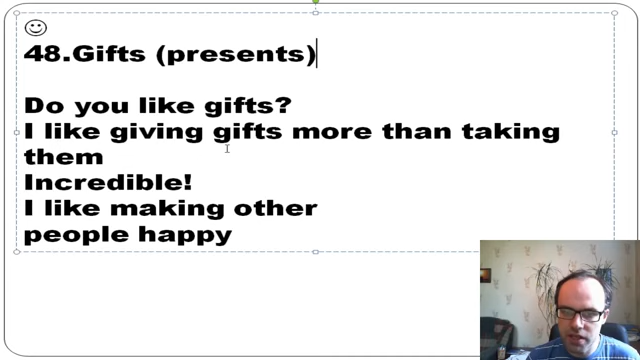 48.Gifts (presents)
Do you like gifts?
I like giving gifts more than taking
them
Incredible!
I like making other
people happy